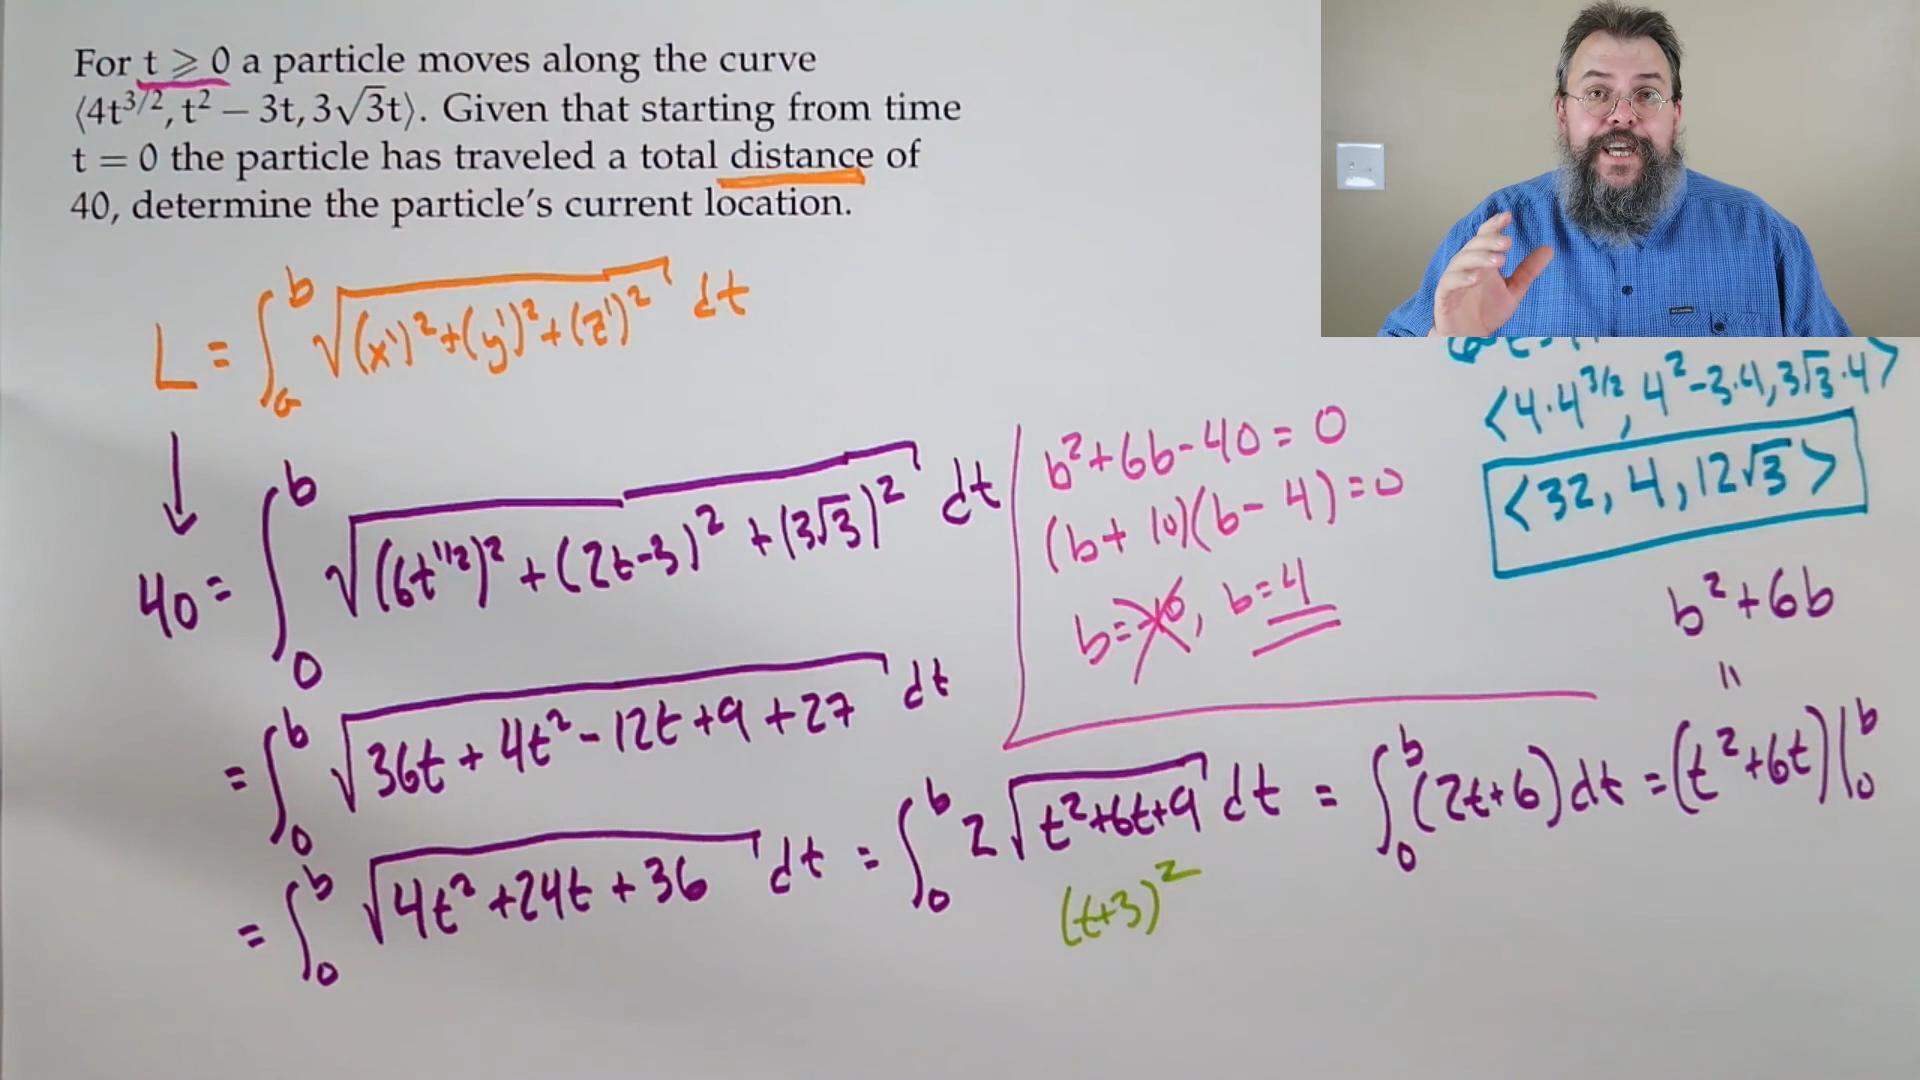 For t ⩾ 0 a particle moves along the curve
⟨4t^{3/2}, t² − 3t, 3√3t⟩. Given that starting from time
t = 0 the particle has traveled a total distance of
40, determine the particle's current location.
L = ∫_a^b √((x')² + (y')² + (z')²) dt
40 = ∫_0^b √((6t^{1/2})² + (2t-3)² + (3√3)²) dt
= ∫_0^b √(36t + 4t² - 12t + 9 + 27) dt
= ∫_0^b √(4t² + 24t + 36) dt = ∫_0^b 2√(t²+6t+9) dt = ∫_0^b (2t+6) dt = (t²+6t)|_0^b
(t+3)²
=
b²+6b
b²+6b-40=0
(b+10)(b-4)=0
b=-10, b=4
⟨4·4^{3/2}, 4²-3·4, 3√3·4⟩
⟨32, 4, 12√3⟩